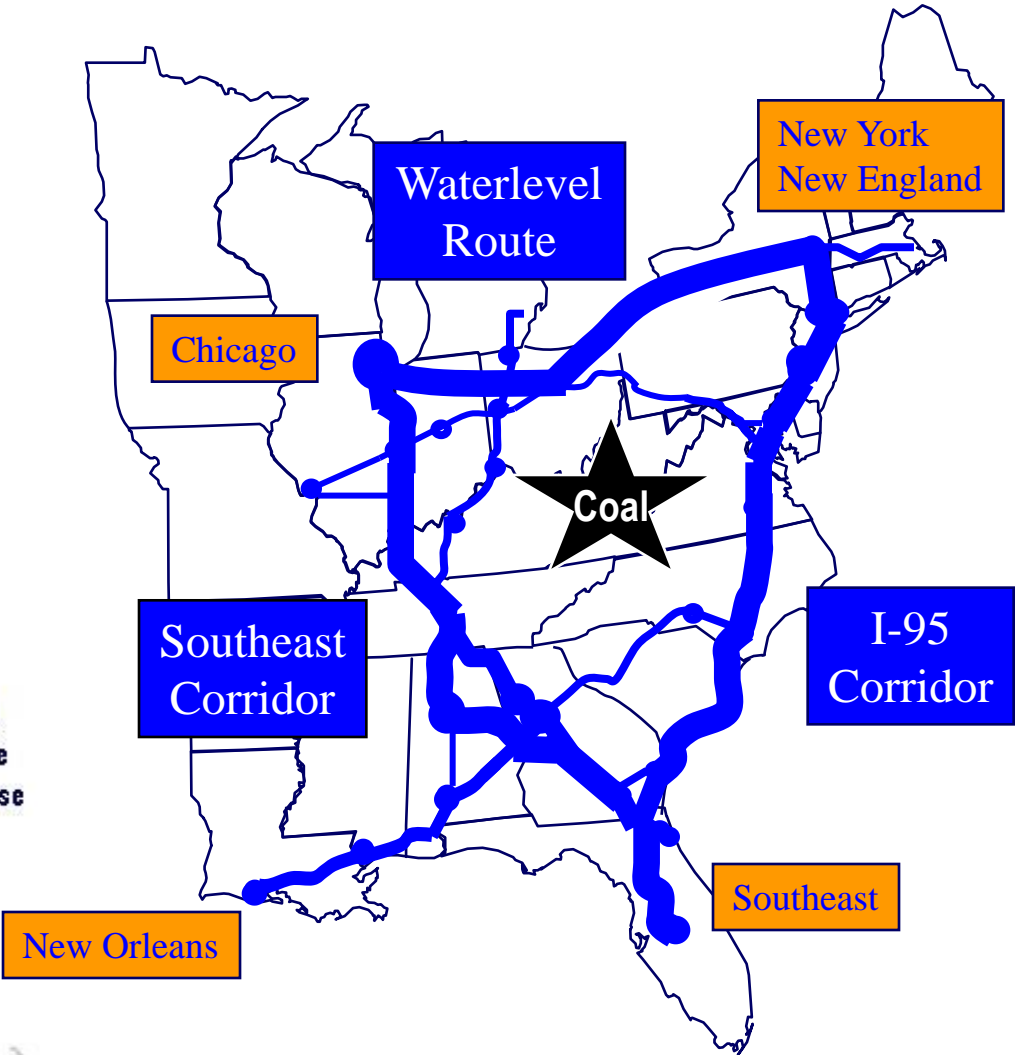 New York
New England
Waterlevel
Route
Chicago
Coal
Southeast
Corridor
I-95
Corridor
Southeast
New Orleans